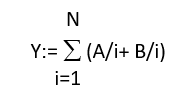 N
Y:= ∑ (A/i+ B/i)
i=1